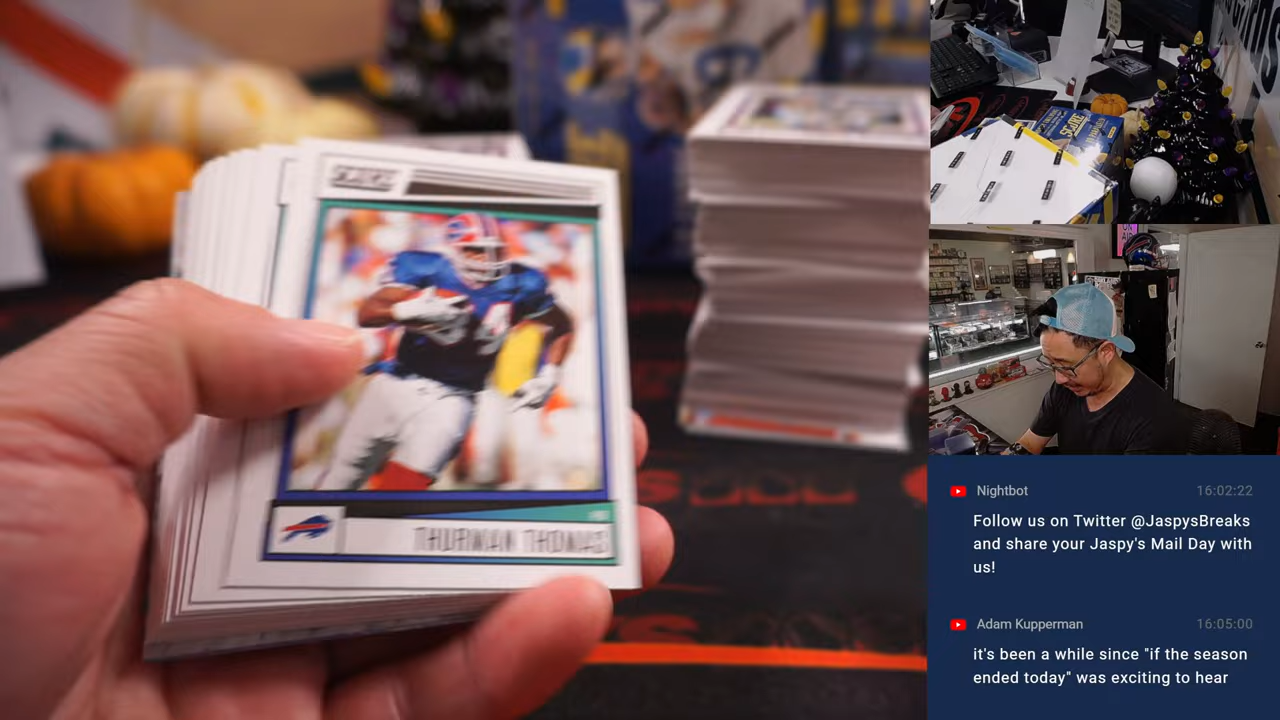 SCORE
THURMAN THOMAS
SCORE
Nightbot 16:02:22
Follow us on Twitter @JaspysBreaks
and share your Jaspy's Mail Day with
us!
Adam Kupperman 16:05:00
it's been a while since "if the season
ended today" was exciting to hear